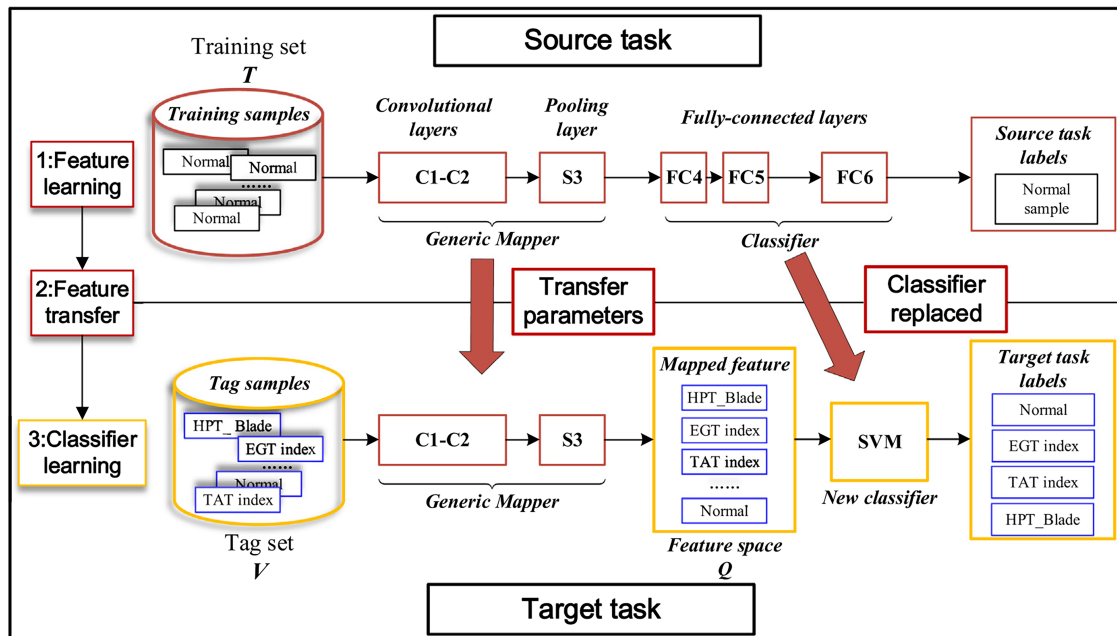 Source task
Training set
T
Training samples
Normal
Normal
......
Normal
Normal
Convolutional
layers
Pooling
layer
Fully-connected layers
C1-C2
S3
FC4
FC5
FC6
Generic Mapper
Classifier
Source task
labels
Normal
sample
1:Feature
learning
2:Feature
transfer
3:Classifier
learning
Transfer
parameters
Classifier
replaced
Tag samples
HPT_Blade
EGT index
......
Normal
TAT index
Tag set
V
C1-C2
S3
Generic Mapper
Mapped feature
HPT_Blade
EGT index
TAT index
......
Normal
Feature space
Q
SVM
New classifier
Target task
labels
Normal
EGT index
TAT index
HPT_Blade
Target task